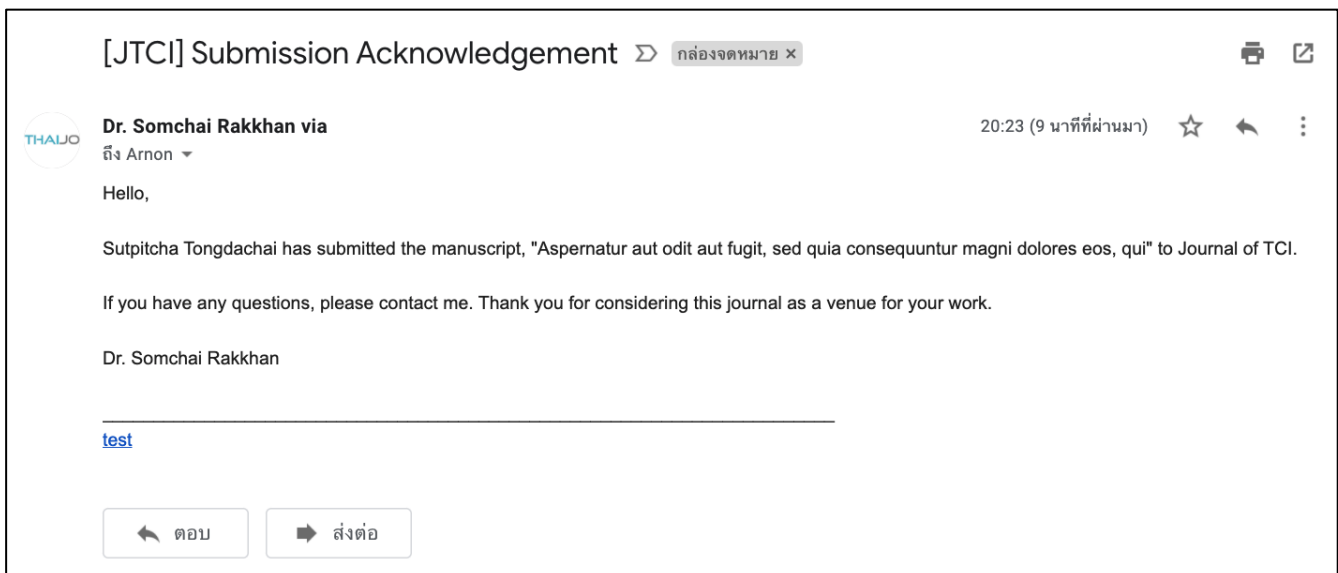 [JTCI] Submission Acknowledgement กล่องจดหมาย ×
THAIJO
Dr. Somchai Rakkhan via 20:23 (9 นาทีที่ผ่านมา)
ถึง Arnon
Hello,
Sutpitcha Tongdachai has submitted the manuscript, "Aspernatur aut odit aut fugit, sed quia consequuntur magni dolores eos, qui" to Journal of TCI.
If you have any questions, please contact me. Thank you for considering this journal as a venue for your work.
Dr. Somchai Rakkhan
test
ตอบ ส่งต่อ